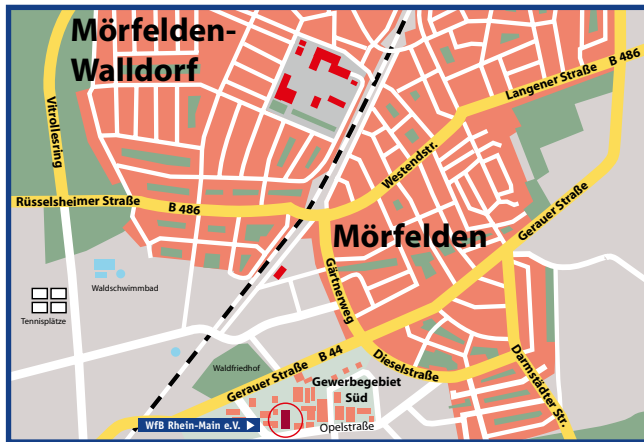 Mörfelden-
Walldorf
B 486
Langener Straße
Vitrollesring
Westendstr.
Rüsselsheimer Straße
B 486
Mörfelden
Gerauer Straße
Gärtnerweg
Waldschwimmbad
Tennisplätze
B 44
Dieselstraße
Darmstädter Str.
Waldfriedhof
Gerauer Straße
Gewerbegebiet
Süd
WfB Rhein-Main e.V.
Opelstraße